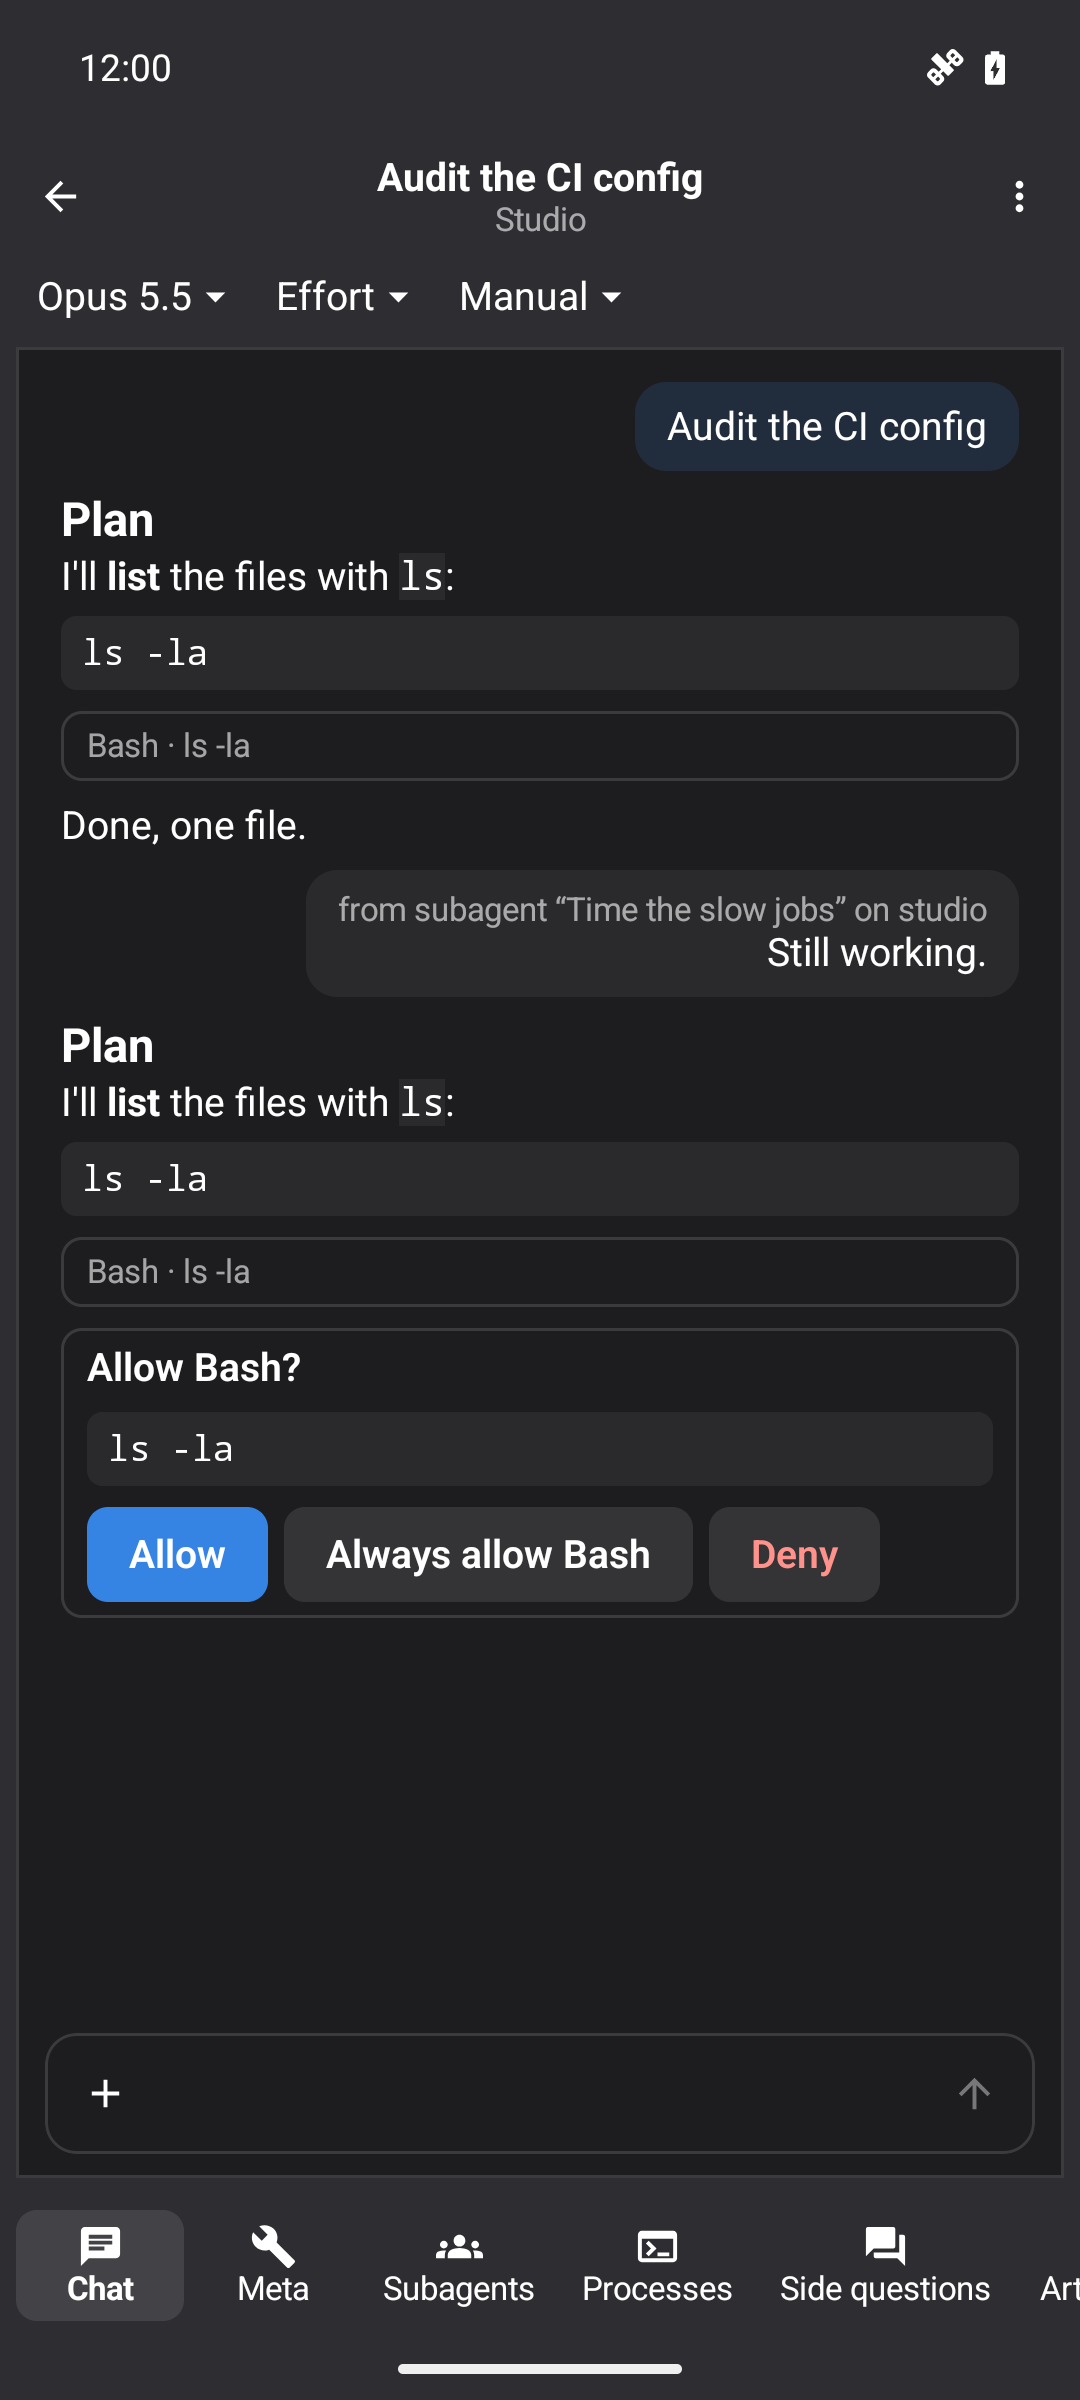 12:00
Audit the CI config
Studio
Opus 5.5
Effort
Manual
Audit the CI config
Plan
I'll list the files with ls:
ls -la
Bash · ls -la
Done, one file.
from subagent “Time the slow jobs” on studio
Still working.
Plan
I'll list the files with ls:
ls -la
Bash · ls -la
Allow Bash?
ls -la
Allow
Always allow Bash
Deny
Chat
Meta
Subagents
Processes
Side questions
Art